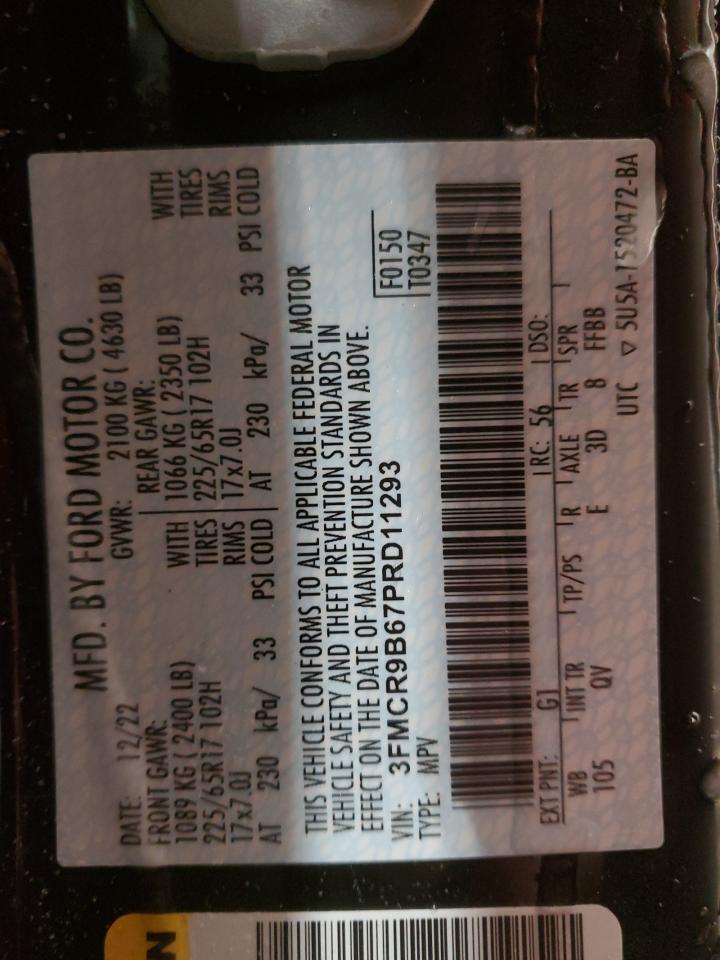 MFD. BY FORD MOTOR CO.
DATE: 12/22 GVWR: 2100 KG ( 4630 LB)
FRONT GAWR: REAR GAWR:
1089 KG ( 2400 LB) WITH 1066 KG ( 2350 LB) WITH
225/65R17 102H TIRES 225/65R17 102H TIRES
17x7.0J RIMS 17x7.0J RIMS
AT 230 kPa/ 33 PSI COLD AT 230 kPa/ 33 PSI COLD
THIS VEHICLE CONFORMS TO ALL APPLICABLE FEDERAL MOTOR
VEHICLE SAFETY AND THEFT PREVENTION STANDARDS IN
EFFECT ON THE DATE OF MANUFACTURE SHOWN ABOVE.
VIN: 3FMCR9B67PRD11293 F0150
TYPE: MPV T0347
EXT PNT: G1 RC: 56 DSO:
WB INT TR TP/PS R AXLE TR SPR
105 QV E 3D 8 FFBB
UTC ▽ 5U5A-1520472-BA
N